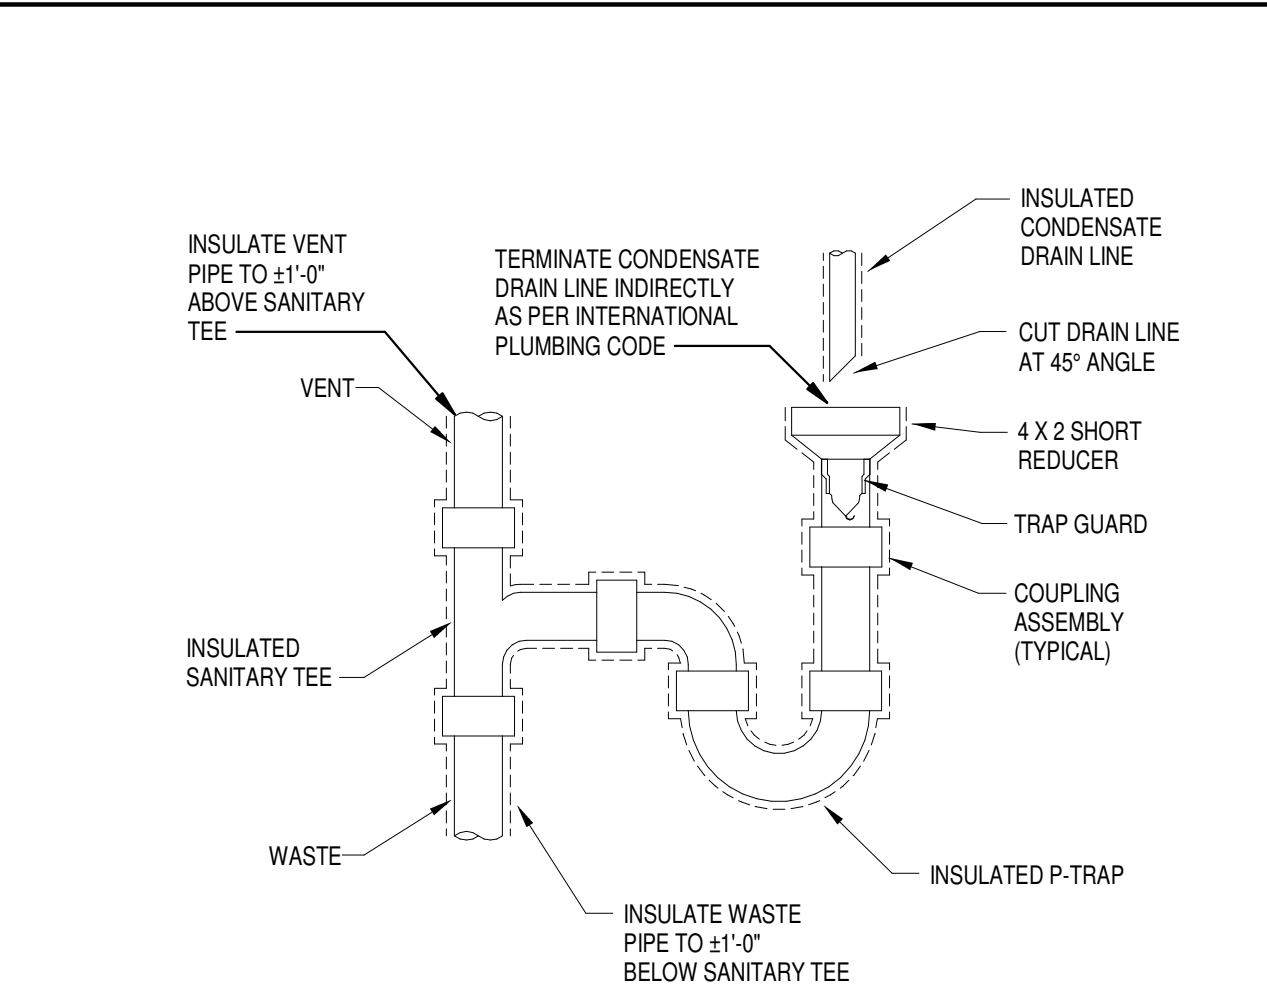 INSULATE VENT
PIPE TO ±1'-0"
ABOVE SANITARY
TEE
VENT
TERMINATE CONDENSATE
DRAIN LINE INDIRECTLY
AS PER INTERNATIONAL
PLUMBING CODE
INSULATED
CONDENSATE
DRAIN LINE
CUT DRAIN LINE
AT 45° ANGLE
4 X 2 SHORT
REDUCER
TRAP GUARD
COUPLING
ASSEMBLY
(TYPICAL)
INSULATED
SANITARY TEE
WASTE
INSULATED P-TRAP
INSULATE WASTE
PIPE TO ±1'-0"
BELOW SANITARY TEE